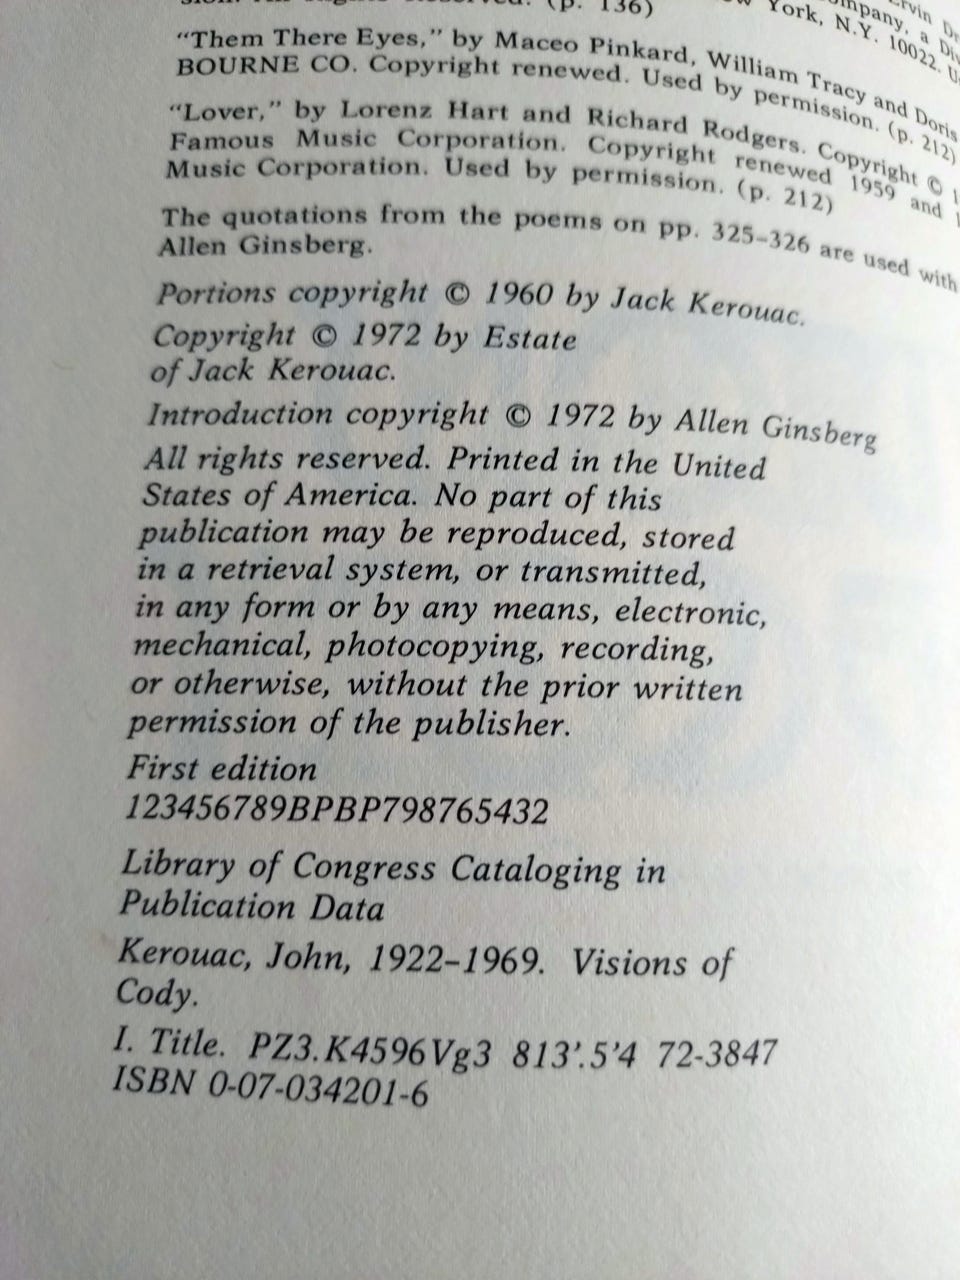 sion. All Rights Reserved. (p. 136)
York, N.Y. 10022.
"Them There Eyes," by Maceo Pinkard, William Tracy and Doris
BOURNE CO. Copyright renewed. Used by permission. (p. 212)
"Lover," by Lorenz Hart and Richard Rodgers. Copyright ©
Famous Music Corporation. Copyright renewed 1959 and
Music Corporation. Used by permission. (p. 212)
The quotations from the poems on pp. 325–326 are used with
Allen Ginsberg.
Portions copyright © 1960 by Jack Kerouac.
Copyright © 1972 by Estate
of Jack Kerouac.
Introduction copyright © 1972 by Allen Ginsberg
All rights reserved. Printed in the United
States of America. No part of this
publication may be reproduced, stored
in a retrieval system, or transmitted,
in any form or by any means, electronic,
mechanical, photocopying, recording,
or otherwise, without the prior written
permission of the publisher.
First edition
123456789BPBP798765432
Library of Congress Cataloging in
Publication Data
Kerouac, John, 1922–1969. Visions of
Cody.
I. Title. PZ3.K4596Vg3 813'.5'4 72-3847
ISBN 0-07-034201-6